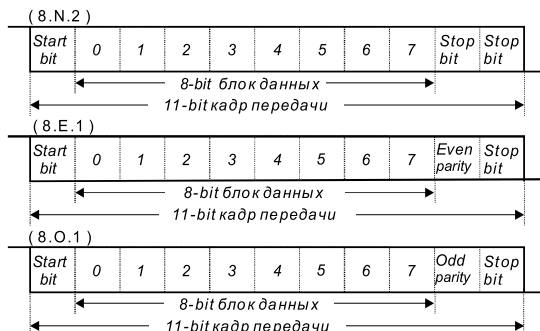 (8.N.2)
Start bit 0 1 2 3 4 5 6 7 Stop bit Stop bit
8-bit блок данных
11-bit кадр передачи
(8.E.1)
Start bit 0 1 2 3 4 5 6 7 Even parity Stop bit
8-bit блок данных
11-bit кадр передачи
(8.O.1)
Start bit 0 1 2 3 4 5 6 7 Odd parity Stop bit
8-bit блок данных
11-bit кадр передачи